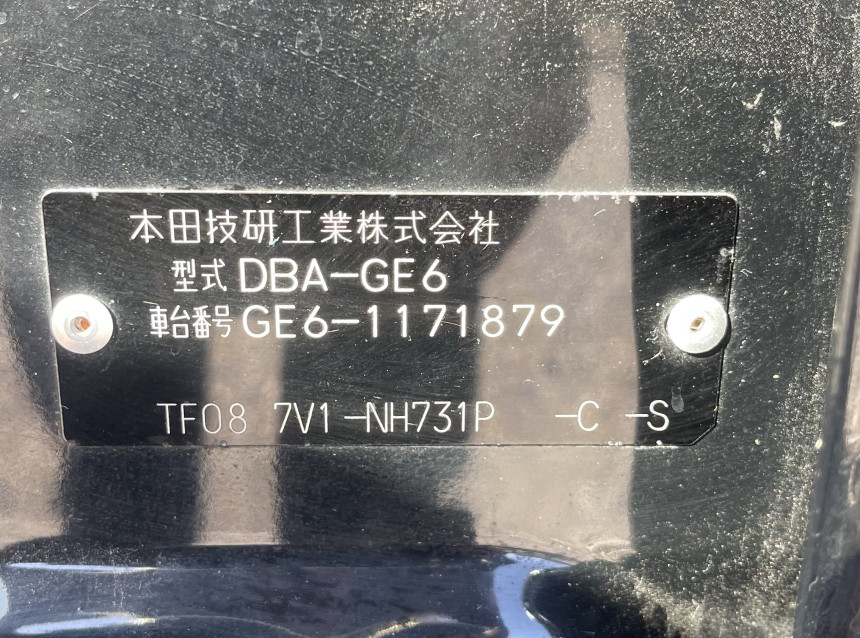 本田技研工業株式会社
型式 DBA-GE6
車台番号 GE6-1171879
TF08 7V1-NH731P -C -S